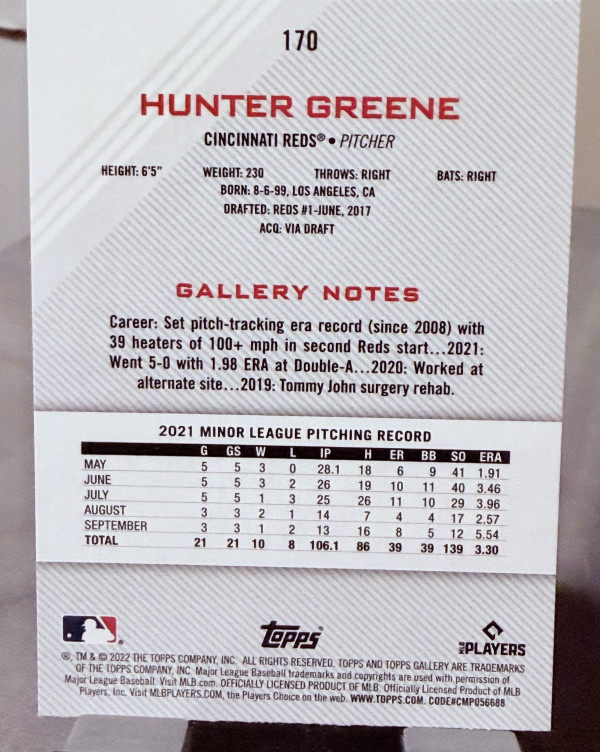 170
HUNTER GREENE
CINCINNATI REDS® • PITCHER
HEIGHT: 6'5" WEIGHT: 230 THROWS: RIGHT BATS: RIGHT
BORN: 8-6-99, LOS ANGELES, CA
DRAFTED: REDS #1-JUNE, 2017
ACQ: VIA DRAFT
GALLERY NOTES
Career: Set pitch-tracking era record (since 2008) with
39 heaters of 100+ mph in second Reds start...2021:
Went 5-0 with 1.98 ERA at Double-A...2020: Worked at
alternate site...2019: Tommy John surgery rehab.
2021 MINOR LEAGUE PITCHING RECORD
G GS W L IP H ER BB SO ERA
MAY 5 5 3 0 28.1 18 6 9 41 1.91
JUNE 5 5 3 2 26 19 10 11 40 3.46
JULY 5 5 1 3 25 26 11 10 29 3.96
AUGUST 3 3 2 1 14 7 4 4 17 2.57
SEPTEMBER 3 3 1 2 13 16 8 5 12 5.54
TOTAL 21 21 10 8 106.1 86 39 39 139 3.30
Topps
MLB PLAYERS
®, TM & © 2022 THE TOPPS COMPANY, INC. ALL RIGHTS RESERVED. TOPPS AND TOPPS GALLERY ARE TRADEMARKS
OF THE TOPPS COMPANY, INC. Major League Baseball trademarks and copyrights are used with permission of
Major League Baseball. Visit MLB.com. OFFICIALLY LICENSED PRODUCT OF MLB. Officially Licensed Product of MLB
Players, Inc. Visit MLBPLAYERS.COM, the Players Choice on the web. WWW.TOPPS.COM. CODE#CMP056688